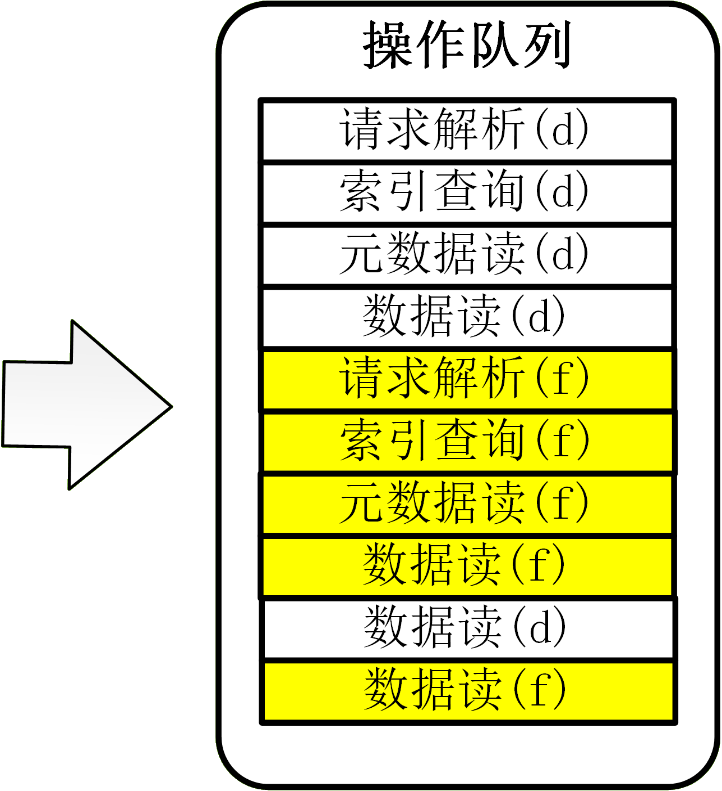 操作队列
请求解析(d)
索引查询(d)
元数据读(d)
数据读(d)
请求解析(f)
索引查询(f)
元数据读(f)
数据读(f)
数据读(d)
数据读(f)